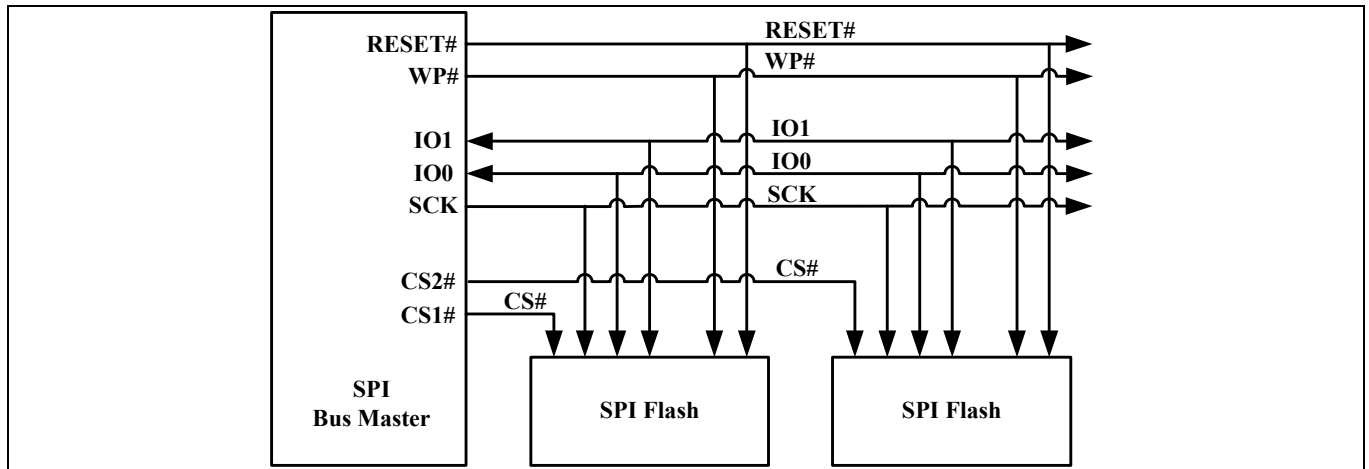 RESET#
RESET#
WP#
WP#
IO1
IO1
IO0
IO0
SCK
SCK
CS2#
CS#
CS1#
CS#
SPI
Bus Master
SPI Flash
SPI Flash